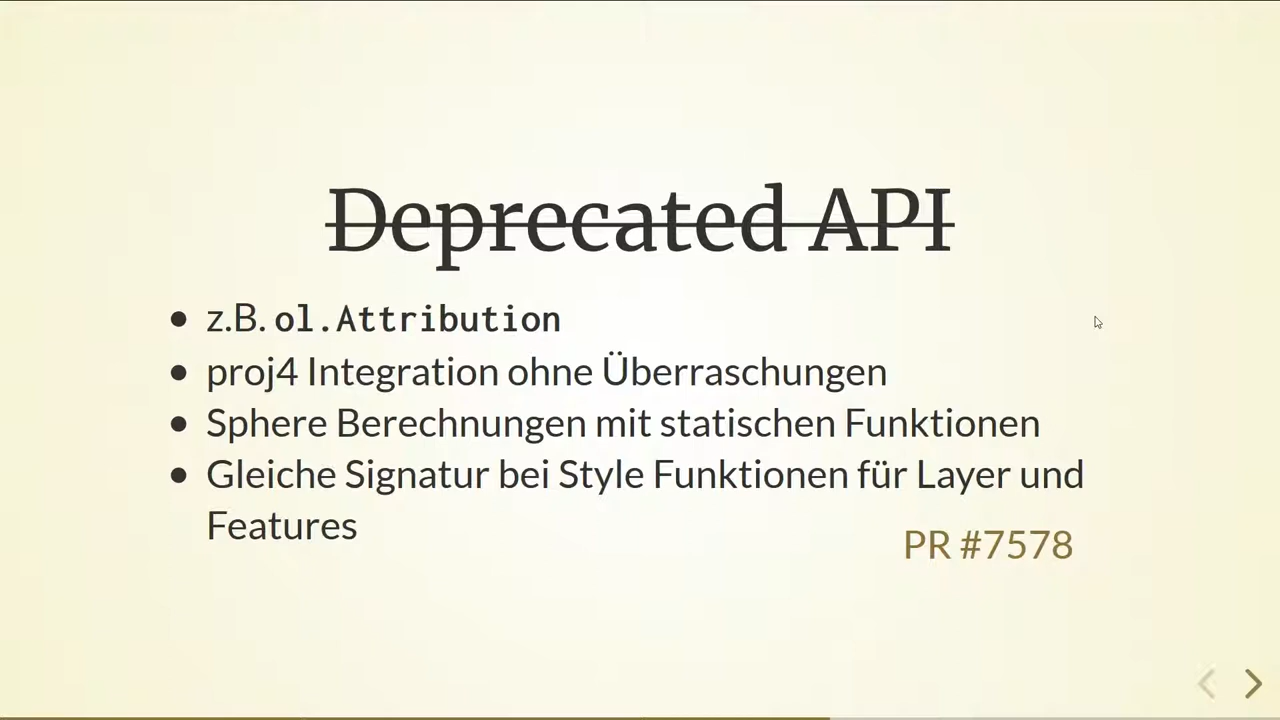 Deprecated API
z.B. ol.Attribution
proj4 Integration ohne Überraschungen
Sphere Berechnungen mit statischen Funktionen
Gleiche Signatur bei Style Funktionen für Layer und
Features
PR #7578